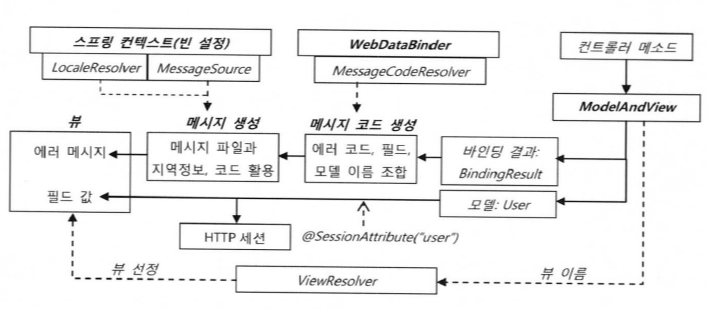 스프링 컨텍스트(빈 설정)
LocaleResolver
MessageSource
WebDataBinder
MessageCodeResolver
컨트롤러 메소드
ModelAndView
뷰
메시지 생성
메시지 코드 생성
에러 메시지
필드 값
메시지 파일과
지역정보, 코드 활용
에러 코드, 필드,
모델 이름 조합
바인딩 결과:
BindingResult
모델: User
HTTP 세션
@SessionAttribute("user")
뷰 선정
ViewResolver
뷰 이름